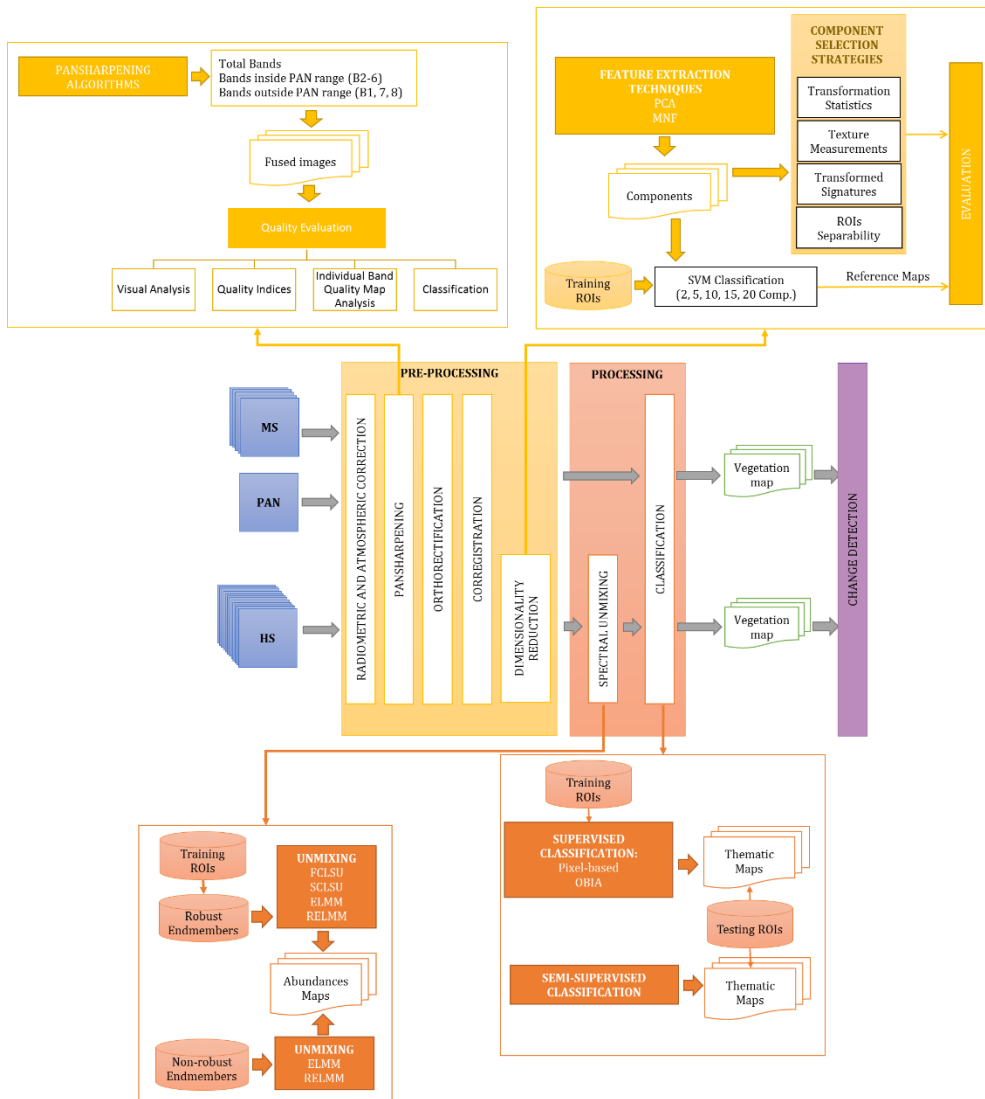 PANSHARPENING
ALGORITHMS
Total Bands
Bands inside PAN range (B2-6)
Bands outside PAN range (B1, 7, 8)
Fused images
Quality Evaluation
Visual Analysis
Quality Indices
Individual Band
Quality Map
Analysis
Classification
FEATURE EXTRACTION
TECHNIQUES
PCA
MNF
Components
COMPONENT
SELECTION
STRATEGIES
Transformation
Statistics
Texture
Measurements
Transformed
Signatures
ROIs
Separability
EVALUATION
Training
ROIs
SVM Classification
(2, 5, 10, 15, 20 Comp.)
Reference Maps
PRE-PROCESSING
PROCESSING
MS
PAN
HS
RADIOMETRIC AND ATMOSPHERIC CORRECTION
PANSHARPENING
ORTHORECTIFICATION
CORREGISTRATION
DIMENSIONALITY
REDUCTION
SPECTRAL UNMIXING
CLASSIFICATION
Vegetation
map
Vegetation
map
CHANGE DETECTION
Training
ROIs
Robust
Endmembers
UNMIXING
FCLSU
SCLSU
ELMM
RELMM
Abundances
Maps
Non-robust
Endmembers
UNMIXING
ELMM
RELMM
Training
ROIs
SUPERVISED
CLASSIFICATION:
Pixel-based
OBIA
Thematic
Maps
Testing ROIs
SEMI-SUPERVISED
CLASSIFICATION
Thematic
Maps